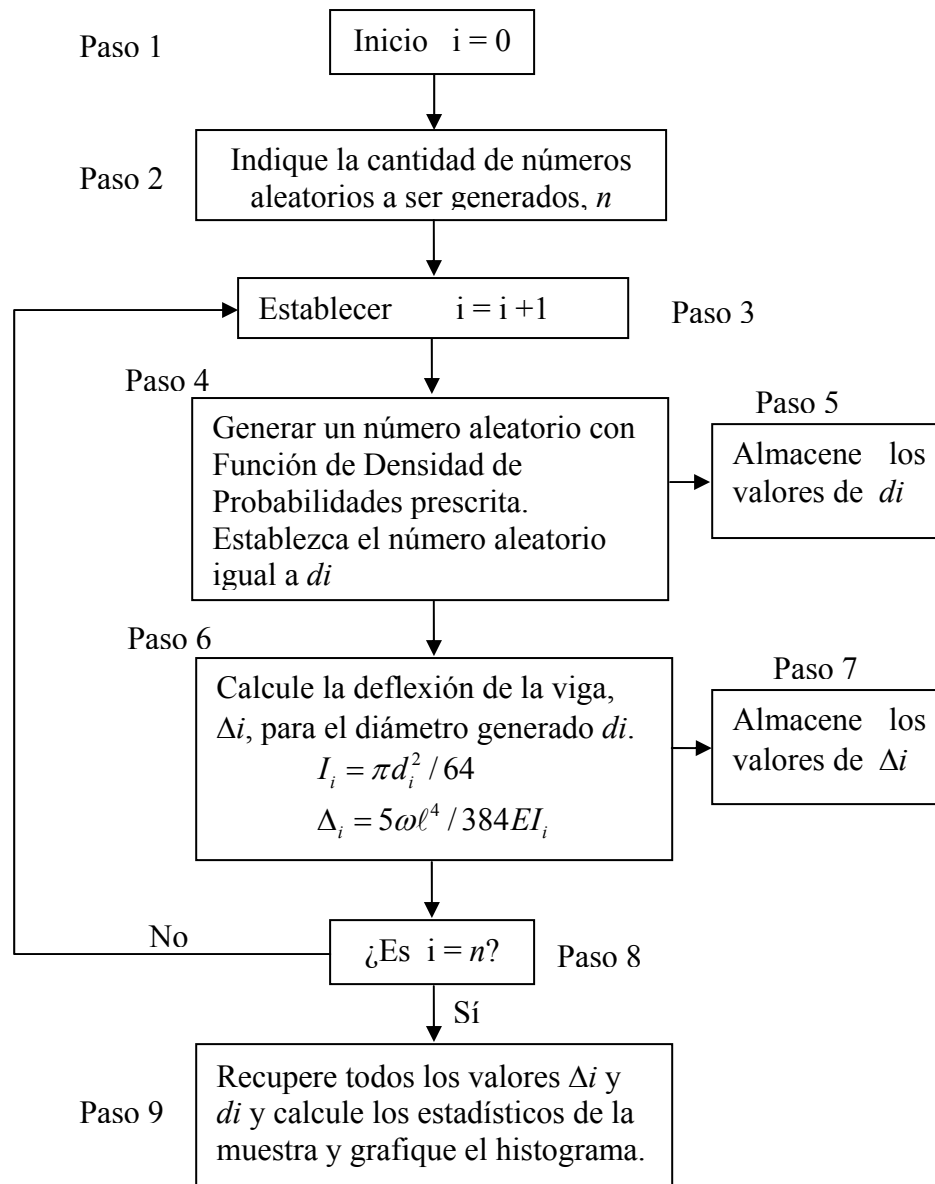 Paso 1
Inicio i = 0
Paso 2
Indique la cantidad de números
aleatorios a ser generados, n
Establecer i = i +1
Paso 3
Paso 4
Generar un número aleatorio con
Función de Densidad de
Probabilidades prescrita.
Establezca el número aleatorio
igual a di
Paso 5
Almacene los
valores de di
Paso 6
Calcule la deflexión de la viga,
Δi, para el diámetro generado di.
I_i = πd_i^2 / 64
Δ_i = 5ωℓ^4 / 384EI_i
Paso 7
Almacene los
valores de Δi
No
¿Es i = n?
Paso 8
Sí
Paso 9
Recupere todos los valores Δi y
di y calcule los estadísticos de la
muestra y grafique el histograma.